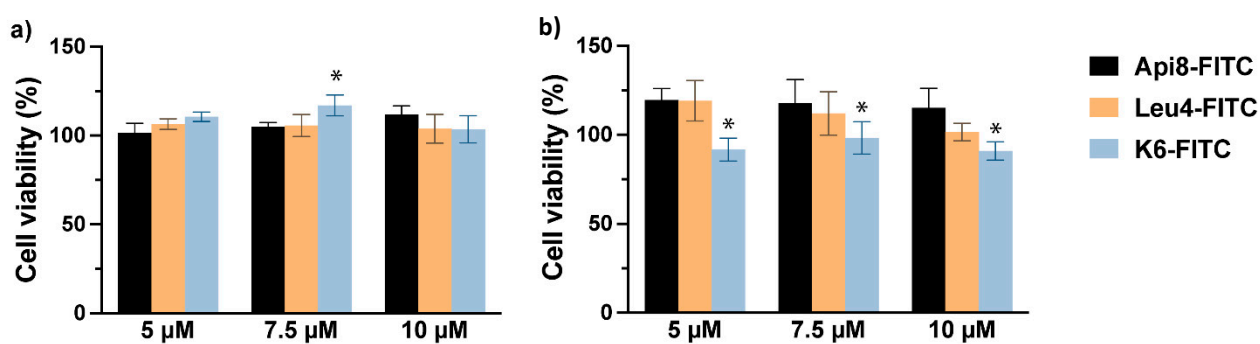 a)
Cell viability (%)
150
100
50
0
*
5 µM 7.5 µM 10 µM
b)
Cell viability (%)
150
100
50
0
* * *
5 µM 7.5 µM 10 µM
Api8-FITC
Leu4-FITC
K6-FITC